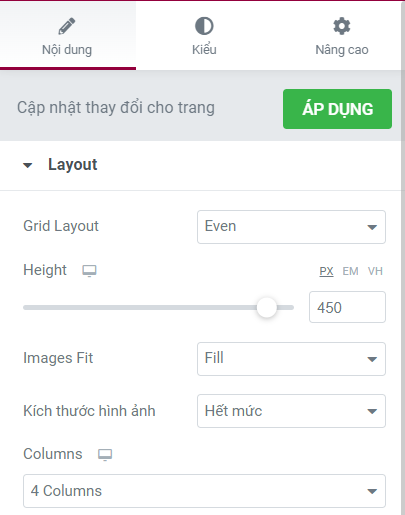 Nội dung
Kiểu
Nâng cao
Cập nhật thay đổi cho trang
ÁP DỤNG
Layout
Grid Layout
Even
Height
PX EM VH
450
Images Fit
Fill
Kích thước hình ảnh
Hết mức
Columns
4 Columns